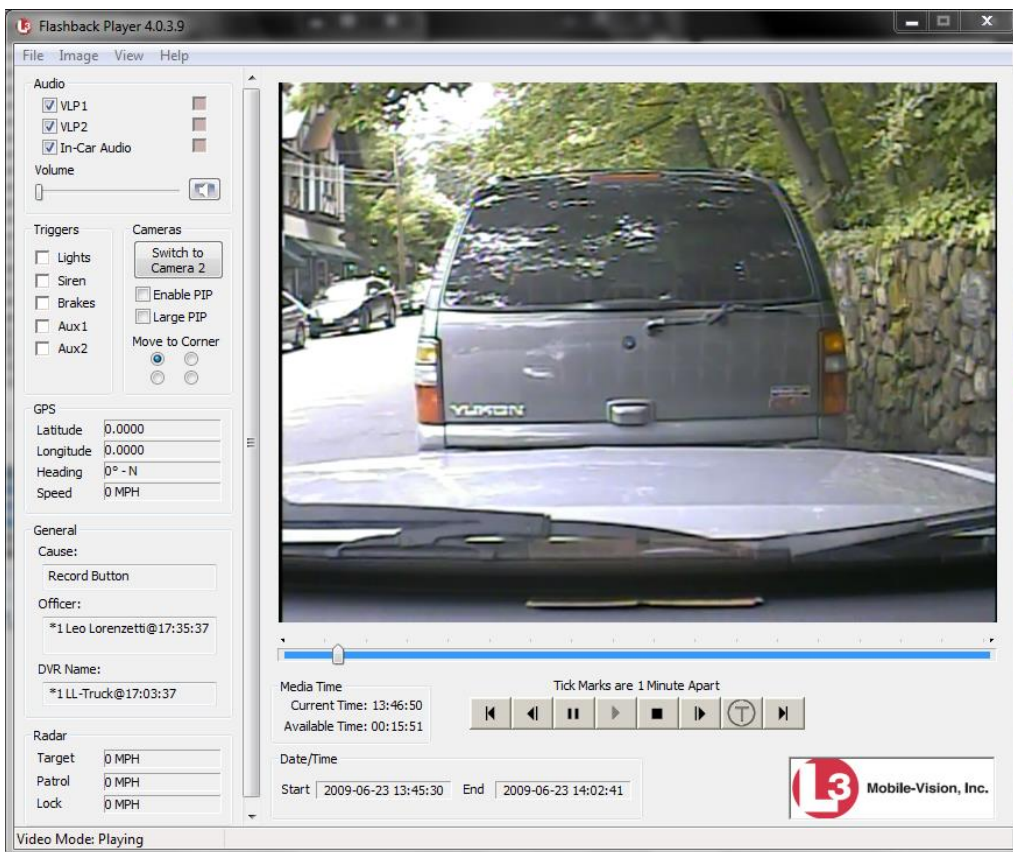 Flashback Player 4.0.3.9
File Image View Help
Audio
VLP1
VLP2
In-Car Audio
Volume
Triggers
Lights
Siren
Brakes
Aux1
Aux2
Cameras
Switch to
Camera 2
Enable PIP
Large PIP
Move to Corner
GPS
Latitude 0.0000
Longitude 0.0000
Heading 0° - N
Speed 0 MPH
General
Cause:
Record Button
Officer:
*1 Leo Lorenzetti@17:35:37
DVR Name:
*1 LL-Truck@17:03:37
Radar
Target 0 MPH
Patrol 0 MPH
Lock 0 MPH
Video Mode: Playing
YUKON
Media Time
Current Time: 13:46:50
Available Time: 00:15:51
Tick Marks are 1 Minute Apart
T
Date/Time
Start 2009-06-23 13:45:30 End 2009-06-23 14:02:41
L3 Mobile-Vision, Inc.